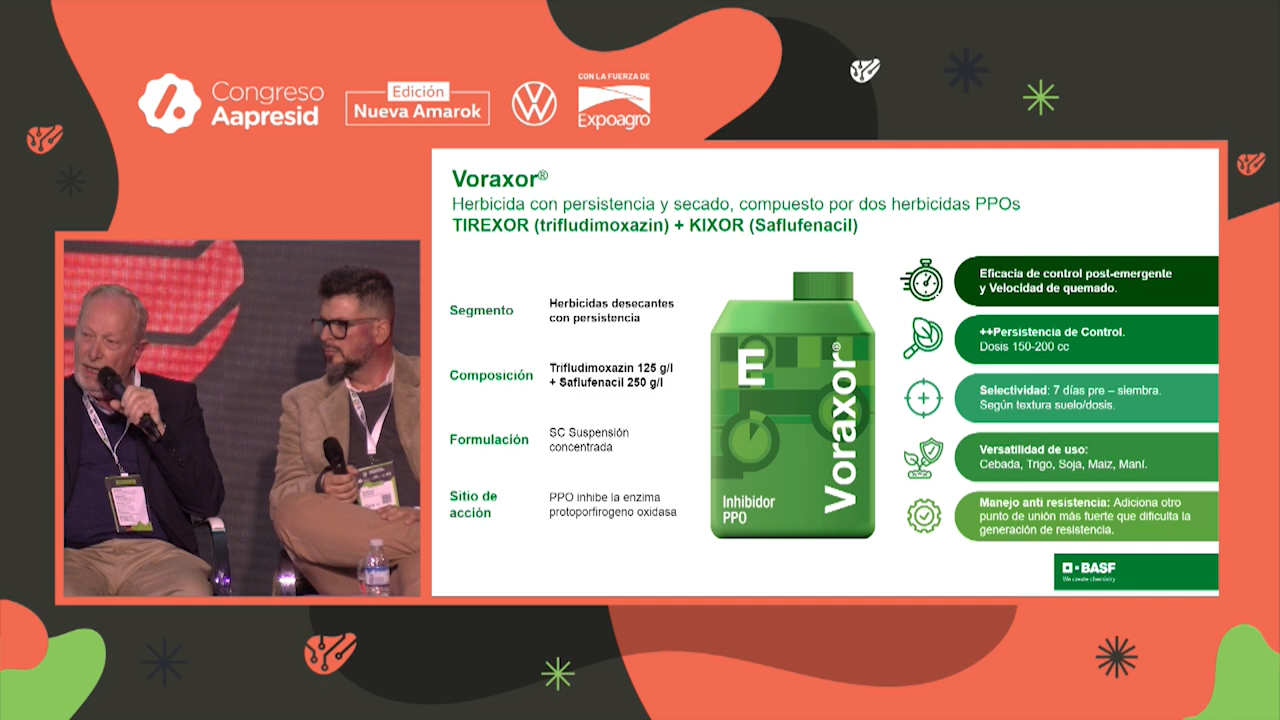 Congreso
Aapresid
Edición
Nueva Amarok
CON LA FUERZA DE
Expoagro
Voraxor®
Herbicida con persistencia y secado, compuesto por dos herbicidas PPOs
TIREXOR (trifludimoxazin) + KIXOR (Saflufenacil)
Segmento
Herbicidas desecantes
con persistencia
Composición
Trifludimoxazin 125 g/l
+ Saflufenacil 250 g/l
Formulación
SC Suspensión
concentrada
Sitio de
acción
PPO inhibe la enzima
protoporfirogeno oxidasa
E
Voraxor®
Inhibidor
PPO
Eficacia de control post-emergente
y Velocidad de quemado.
++Persistencia de Control.
Dosis 150-200 cc
Selectividad: 7 días pre – siembra.
Según textura suelo/dosis.
Versatilidad de uso:
Cebada, Trigo, Soja, Maiz, Maní.
Manejo anti resistencia: Adiciona otro
punto de unión más fuerte que dificulta la
generación de resistencia.
BASF
We create chemistry